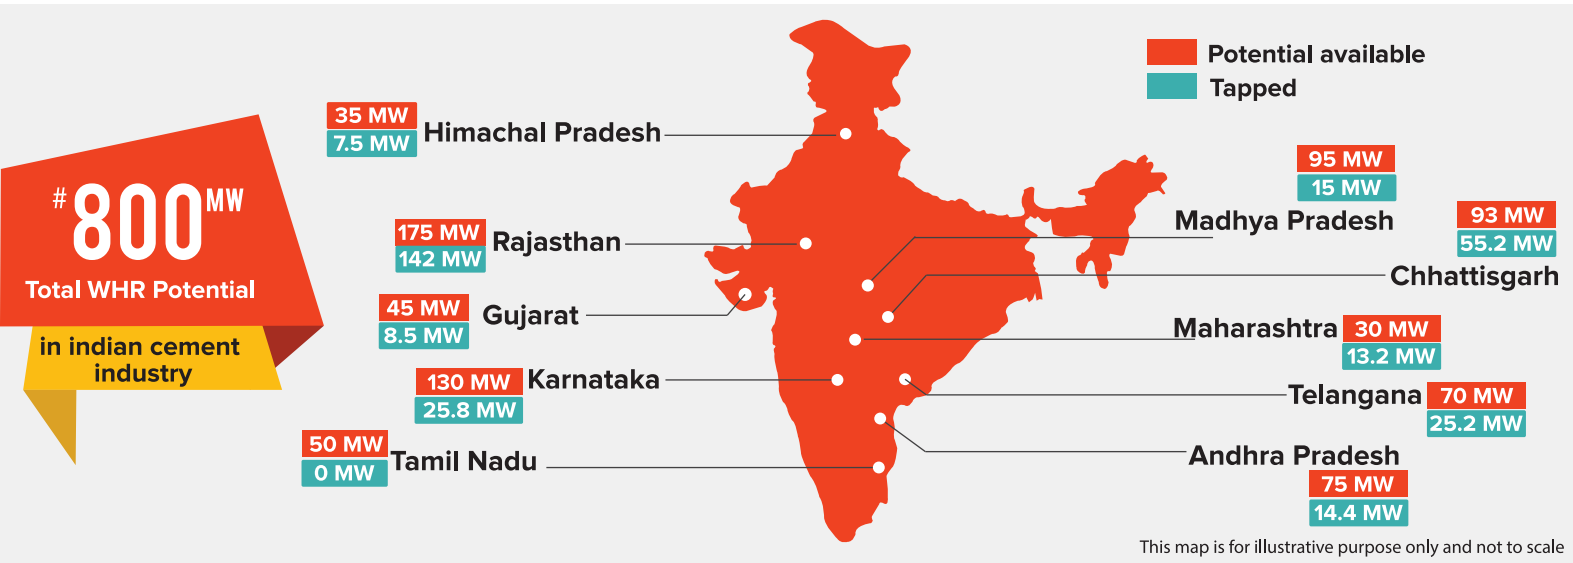 #800MW
Total WHR Potential
in indian cement
industry
35 MW
7.5 MW
Himachal Pradesh
175 MW
142 MW
Rajasthan
45 MW
8.5 MW
Gujarat
130 MW
25.8 MW
Karnataka
50 MW
0 MW
Tamil Nadu
Potential available
Tapped
95 MW
15 MW
Madhya Pradesh
93 MW
55.2 MW
Chhattisgarh
Maharashtra
30 MW
13.2 MW
Telangana
70 MW
25.2 MW
Andhra Pradesh
75 MW
14.4 MW
This map is for illustrative purpose only and not to scale